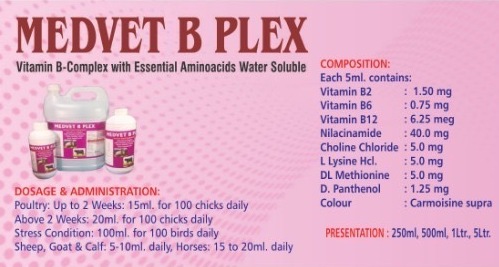 MEDVET B PLEX
Vitamin B-Complex with Essential Aminoacids Water Soluble
MEDVET B PLEX
DOSAGE & ADMINISTRATION:
Poultry: Up to 2 Weeks: 15ml. for 100 chicks daily
Above 2 Weeks: 20ml. for 100 chicks daily
Stress Condition: 100ml. for 100 birds daily
Sheep, Goat & Calf: 5-10ml. daily, Horses: 15 to 20ml. daily
COMPOSITION:
Each 5ml. contains:
Vitamin B2 : 1.50 mg
Vitamin B6 : 0.75 mg
Vitamin B12 : 6.25 meg
Nilacinamide : 40.0 mg
Choline Chloride : 5.0 mg
L Lysine Hcl. : 5.0 mg
DL Methionine : 5.0 mg
D. Panthenol : 1.25 mg
Colour : Carmoisine supra
PRESENTATION : 250ml, 500ml, 1Ltr., 5Ltr.